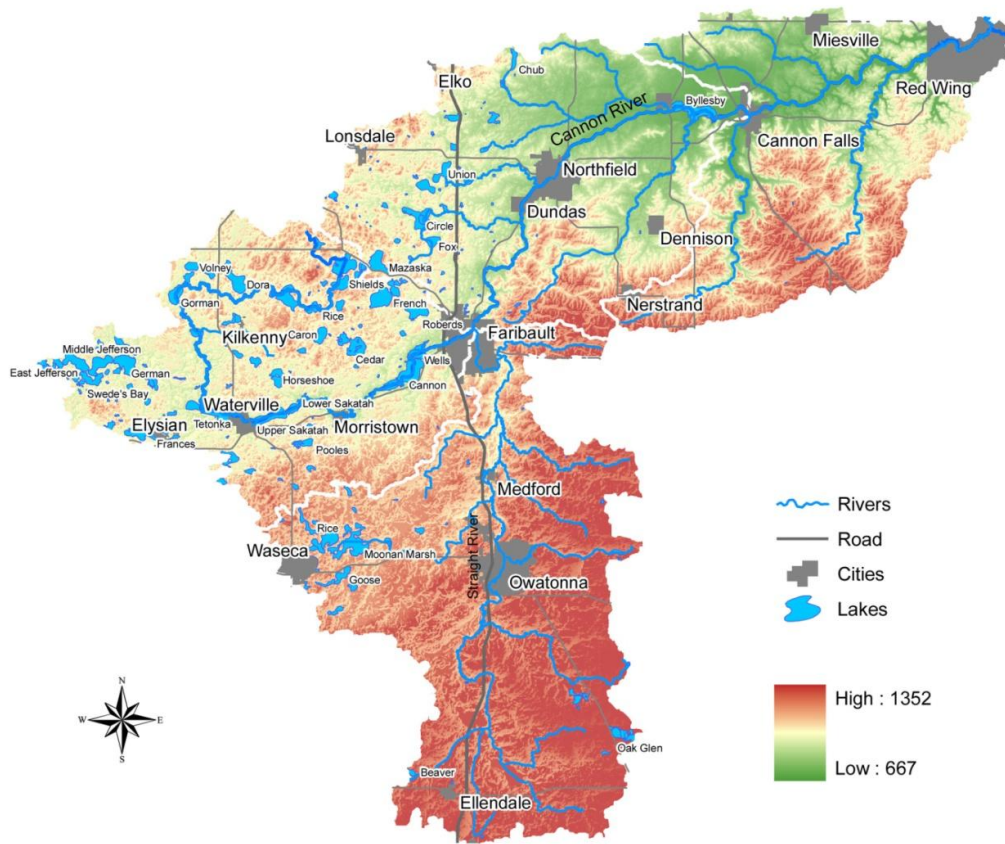 Miesville
Chub
Elko
Red Wing
Byllesby
Cannon River
Cannon Falls
Lonsdale
Northfield
Union
Dundas
Circle
Dennison
Fox
Mazaska
Volney
Dora
Shields
Gorman
French
Nerstrand
Rice
Roberds
Faribault
Kilkenny
Caron
Middle Jefferson
Cedar
Wells
East Jefferson
German
Horseshoe
Cannon
Swede's Bay
Waterville
Lower Sakatah
Elysian
Tetonka
Upper Sakatah
Morristown
Frances
Pooles
Medford
Rice
Waseca
Moonan Marsh
Straight River
Goose
Owatonna
Oak Glen
Beaver
Ellendale
Rivers
Road
Cities
Lakes
High : 1352
Low : 667
N
W
E
S